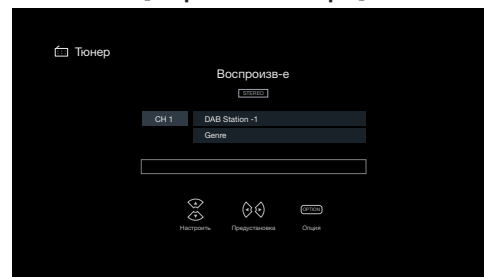 Тюнер
Воспроизв-е
STEREO
CH 1 DAB Station -1
Genre
OPTION
Настроить Предустановка Опция